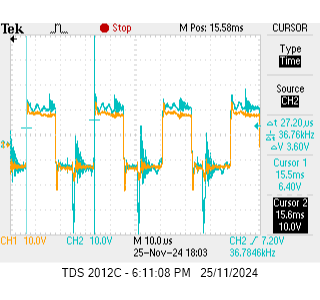 Tek Stop M Pos: 15.58ms CURSOR
Type
Time
Source
CH2
Δt 27.20µs
1/Δt 36.76kHz
ΔV 3.60V
Cursor 1
15.5ms
6.40V
Cursor 2
15.6ms
10.0V
2
CH1 10.0V CH2 10.0V M 10.0µs CH2 / 7.20V
25-Nov-24 18:03 36.7846kHz
TDS 2012C - 6:11:08 PM 25/11/2024